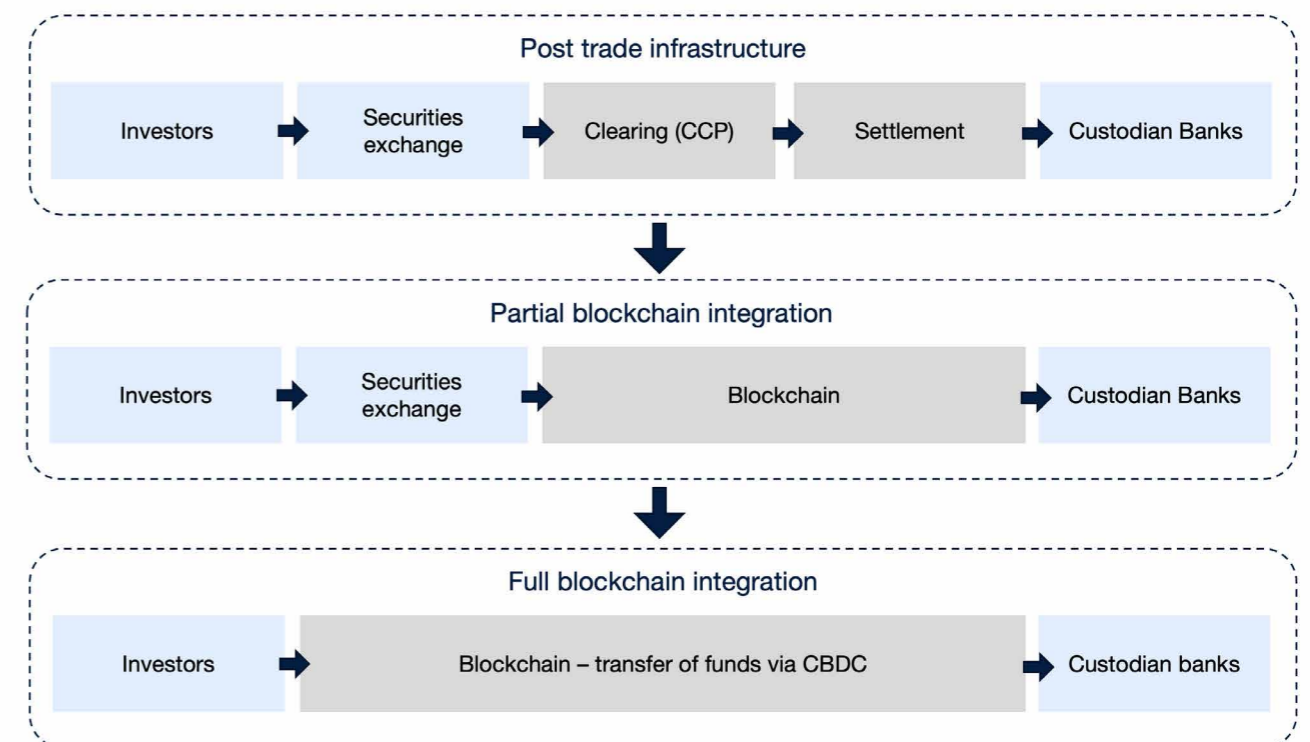 Post trade infrastructure
Investors
Securities
exchange
Clearing (CCP)
Settlement
Custodian Banks
Partial blockchain integration
Investors
Securities
exchange
Blockchain
Custodian Banks
Full blockchain integration
Investors
Blockchain – transfer of funds via CBDC
Custodian banks